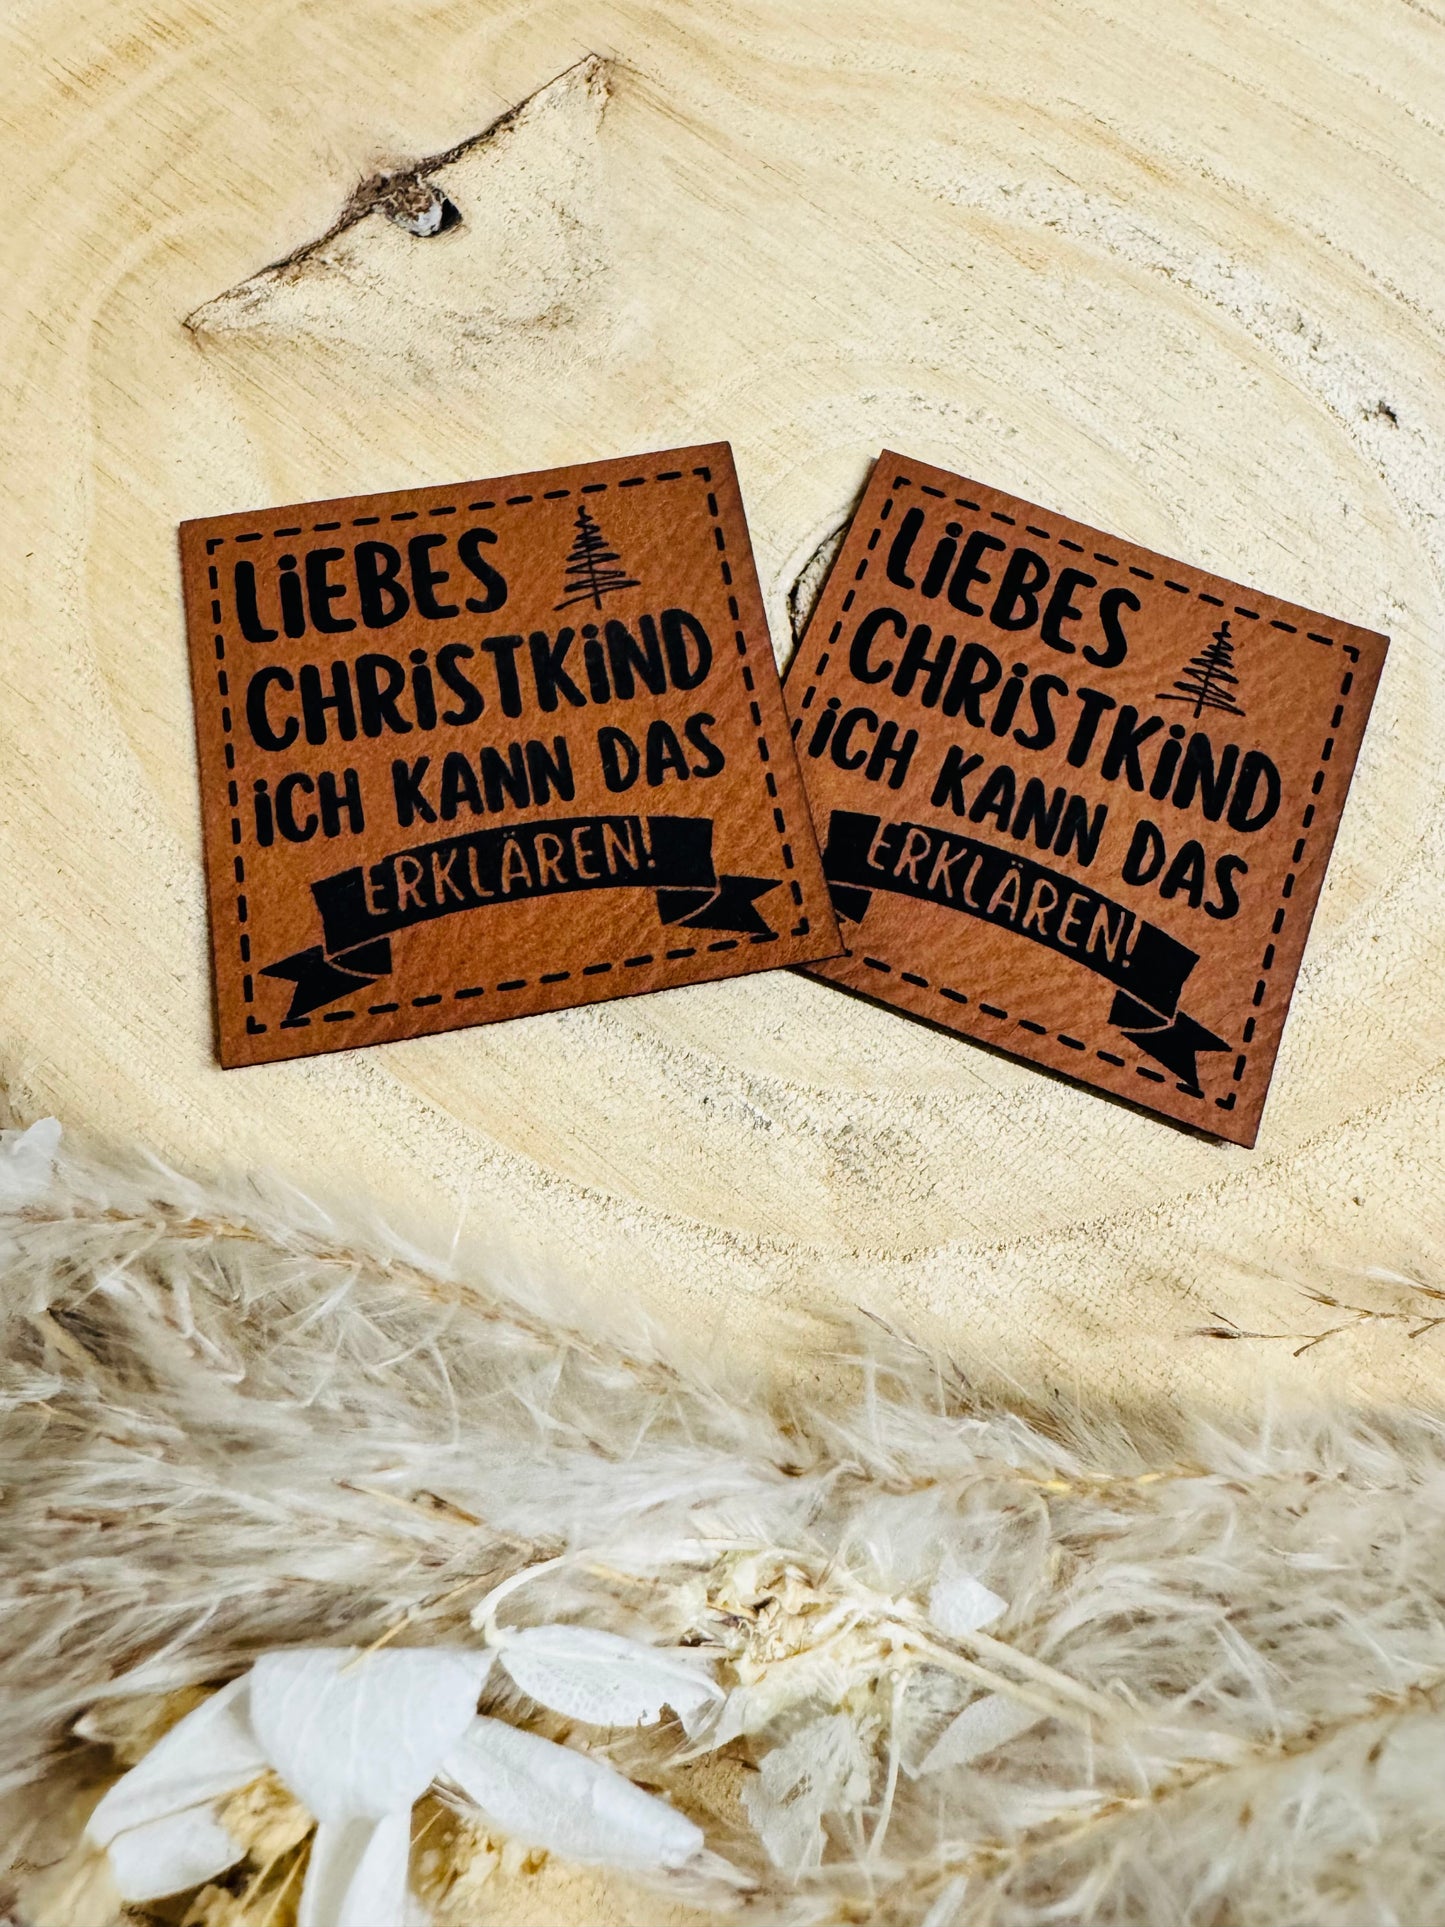 LiEBES
CHRiSTKiND
iCH KANN DAS
ERKLÄREN!
LiEBES
CHRiSTKiND
iCH KANN DAS
ERKLÄREN!